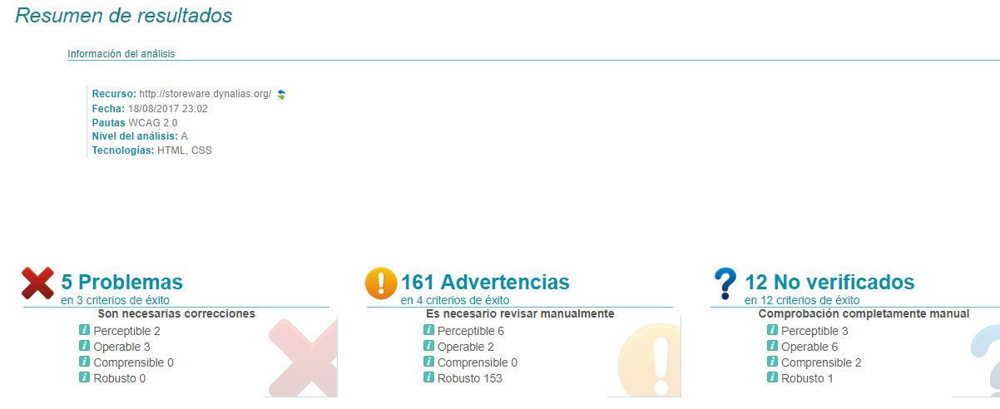 Resumen de resultados
Información del análisis
Recurso: http://storeware.dynalias.org/
Fecha: 18/08/2017 23:02
Pautas WCAG 2.0
Nivel del análisis: A
Tecnologías: HTML, CSS
5 Problemas
en 3 criterios de éxito
Son necesarias correcciones
Perceptible 2
Operable 3
Comprensible 0
Robusto 0
161 Advertencias
en 4 criterios de éxito
Es necesario revisar manualmente
Perceptible 6
Operable 2
Comprensible 0
Robusto 153
12 No verificados
en 12 criterios de éxito
Comprobación completamente manual
Perceptible 3
Operable 6
Comprensible 2
Robusto 1